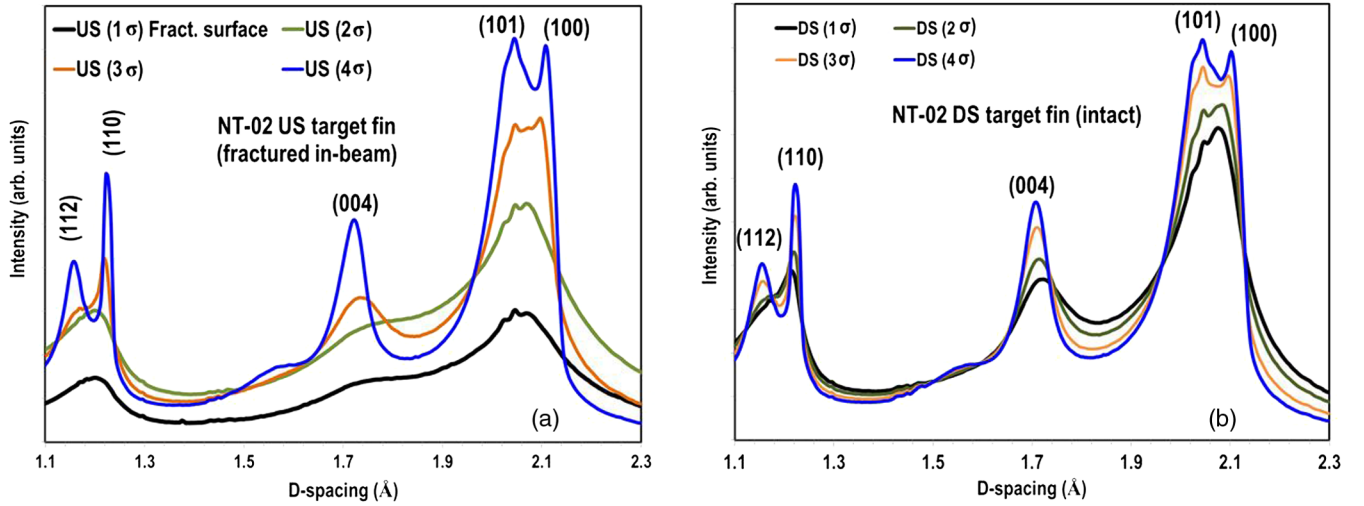 US (1 σ) Fract. surface
US (2σ)
US (3 σ)
US (4σ)
(101)
(100)
(110)
(112)
(004)
NT-02 US target fin
(fractured in-beam)
Intensity (arb. units)
(a)
1.1 1.3 1.5 1.7 1.9 2.1 2.3
D-spacing (Å)
DS (1 σ)
DS (2 σ)
DS (3 σ)
DS (4 σ)
(101)
(100)
NT-02 DS target fin (intact)
(110)
(112)
(004)
Intensity (arb. units)
(b)
1.1 1.3 1.5 1.7 1.9 2.1 2.3
D-spacing (Å)